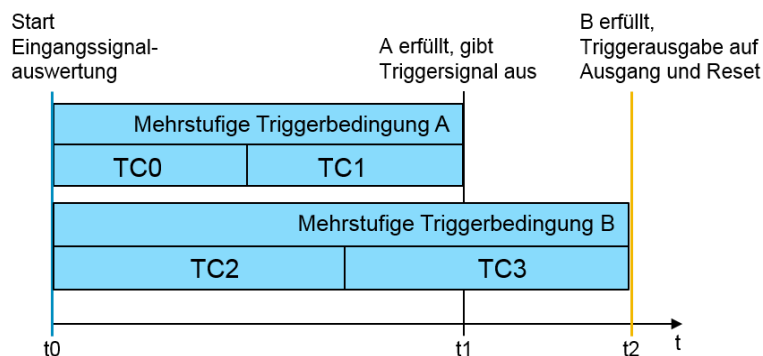 Start
Eingangssignal-
auswertung
A erfüllt, gibt
Triggersignal aus
B erfüllt,
Triggerausgabe auf
Ausgang und Reset
Mehrstufige Triggerbedingung A
TC0 TC1
Mehrstufige Triggerbedingung B
TC2 TC3
t0 t1 t2 t